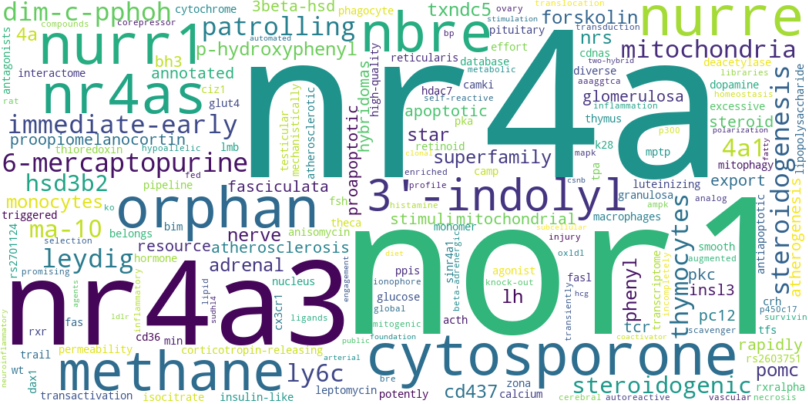 dim-c-pphoh
corepressor
cytochrome
patrolling
phagocyte
3beta-hsd
txndc5
ovary
stimulation
translocation
transduction
nurre
compounds
antagonists
4a
nurr1
p-hydroxyphenyl
automated
nbre
reticularis
bp
pituitary
forskolin
effort
nrs
cdnas
two-hybrid
mitochondria
interactome
bh3
annotated
nr4as
ciz1
glut4
hybridomas
high-quality
database
metabolic
diverse
aaaggtca
deacetylase
libraries
rat
immediate-early
proopiomelanocortin
testicular
mechanistically
atherosclerotic
apoptotic
hdac7
camki
self-reactive
glomerulosa
inflammation
dopamine
homeostasis
excessive
steroid
lipopolysaccharide
thioredoxin
lmb
hypoallelic
star
pka
retinoid
thymus
p300
polarization
4a1
steroidogenesis
6-mercaptopurine
proapoptotic
clonal
superfamily
k28
mptp
mitophagy
fatty
hsd3b2
pipeline
fed
fasciculata
enriched
profile
camp
tpa
mapk
luteinizing
export
atherogenesis
monocytes
ko
orphan
3'-indolyl
csnb
granulosa
ampk
analog
nr4a
triggered
belongs
bim
fsh
histamine
stimulimitochondrial
macrophages
incompletely
rs2701124
ma-10
resource
nerve
theca
anisomycin
monomer
subcellular
injury
thymocytes
smooth
augmented
antiapoptotic
selection
promising
leydig
hormone
atherosclerosis
adrenal
diet
beta-adrenergic
sinr4a1
agonist
oxldl
transcriptome
phenyl
neuroinflammatory
agents
inflammatory
nucleus
cx3cr1
ligands
engagement
ppis
ionophore
knock-out
fasl
pkc
insl3
crh
p450c17
rxr
fas
ldlr
lipid
sudhl4
cd36
min
glucose
global
lh
transiently
hcg
tcr
coactivator
pc12
scavenger
tfs
survivin
nr4a3
nor1
wt
trail
permeability
corticotropin-releasing
public
mitogenic
acth
foundation
rapidly
rs2603751
dax1
methane
ly6c
arterial
bre
cytosporone
steroidogenic
pomc
transactivation
isocitrate
insulin-like
leptomycin
potently
cd437
zona
calcium
cerebral
autoreactive
vascular
rxralpha
necrosis